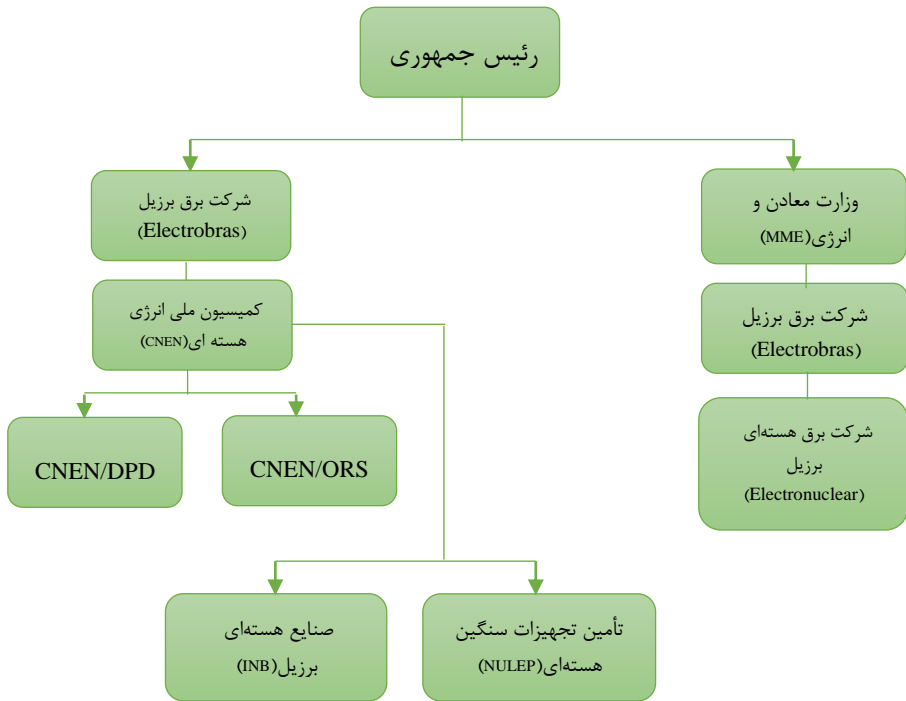 رئیس جمهوری
شرکت برق برزیل
(Electrobras)
وزارت معادن و
انرژی(MME)
کمیسیون ملی انرژی
هسته ای(CNEN)
شرکت برق برزیل
(Electrobras)
CNEN/DPD
CNEN/ORS
شرکت برق هسته‌ای
برزیل
(Electronuclear)
صنایع هسته‌ای
برزیل(INB)
تأمین تجهیزات سنگین
هسته‌ای(NULEP)